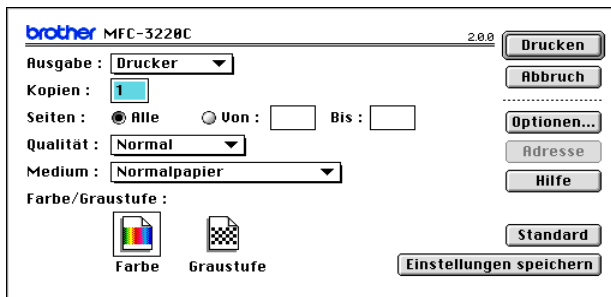 brother MFC-3220C 2.0.0
Drucken
Ausgabe : Drucker
Abbruch
Kopien : 1
Seiten : Alle Von : Bis :
Optionen...
Qualität : Normal
Adresse
Medium : Normalpapier
Hilfe
Farbe/Graustufe :
Farbe Graustufe
Standard
Einstellungen speichern